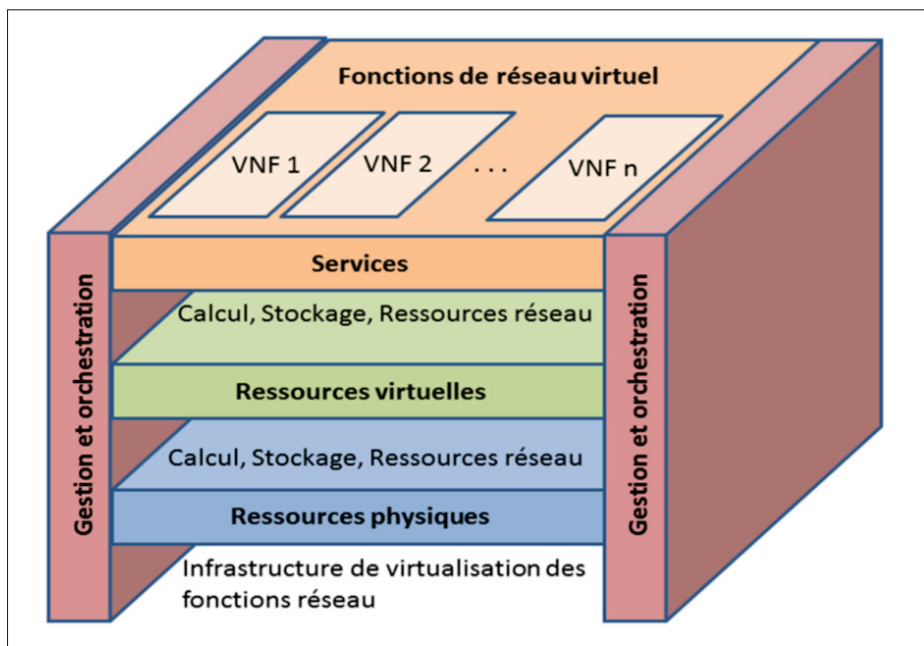 Fonctions de réseau virtuel
VNF 1
VNF 2
. . .
VNF n
Services
Calcul, Stockage, Ressources réseau
Ressources virtuelles
Calcul, Stockage, Ressources réseau
Ressources physiques
Infrastructure de virtualisation des
fonctions réseau
Gestion et orchestration
Gestion et orchestration